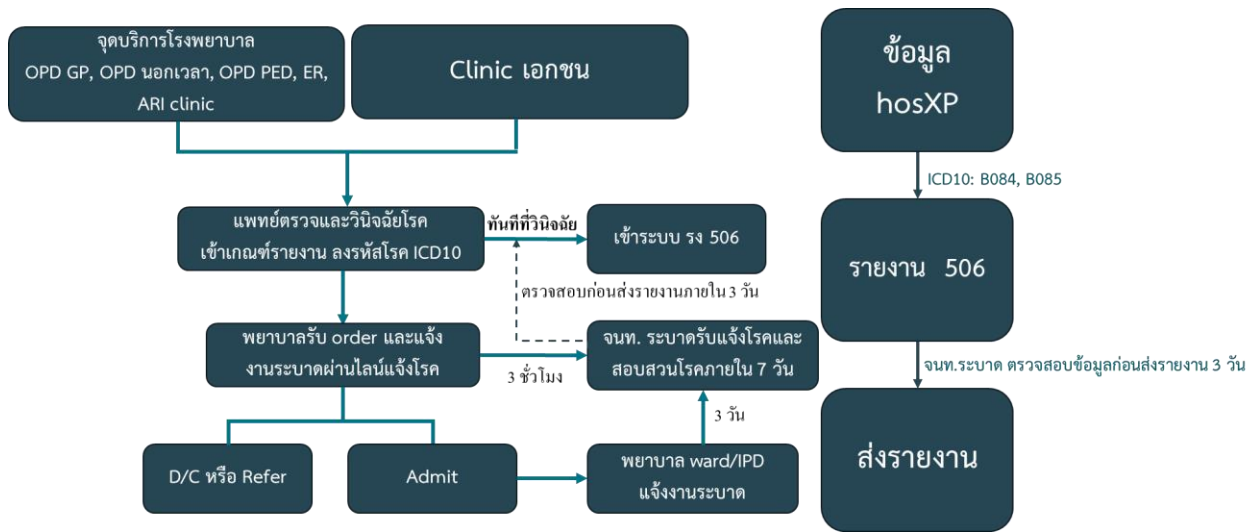 จุดบริการโรงพยาบาล
OPD GP, OPD นอกเวลา, OPD PED, ER,
ARI clinic
Clinic เอกชน
แพทย์ตรวจและวินิจฉัยโรค
เข้าเกณฑ์รายงาน ลงรหัสโรค ICD10
ทันทีที่วินิจฉัย
เข้าระบบ รง 506
ตรวจสอบก่อนส่งรายงานภายใน 3 วัน
พยาบาลรับ order และแจ้ง
งานระบาดผ่านไลน์แจ้งโรค
3 ชั่วโมง
จนท. ระบาดรับแจ้งโรคและ
สอบสวนโรคภายใน 7 วัน
3 วัน
D/C หรือ Refer
Admit
พยาบาล ward/IPD
แจ้งงานระบาด
ข้อมูล
hosXP
ICD10: B084, B085
รายงาน 506
จนท.ระบาด ตรวจสอบข้อมูลก่อนส่งรายงาน 3 วัน
ส่งรายงาน